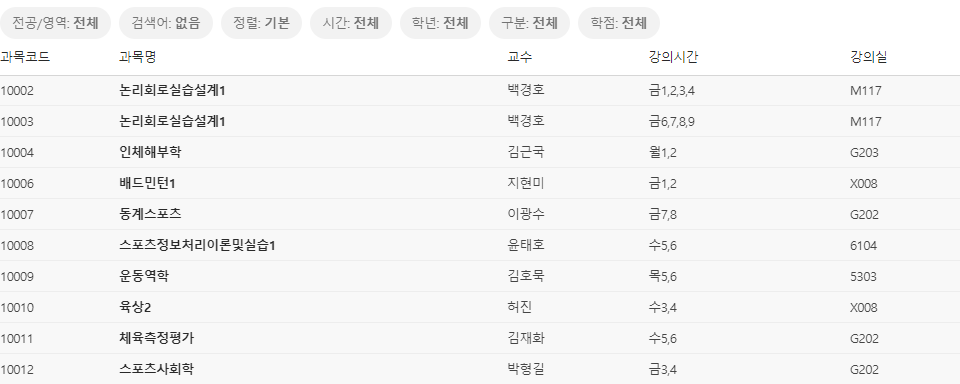 전공/영역: 전체 검색어: 없음 정렬: 기본 시간: 전체 학년: 전체 구분: 전체 학점: 전체
과목코드 과목명 교수 강의시간 강의실
10002 논리회로실습설계1 백경호 금1,2,3,4 M117
10003 논리회로실습설계1 백경호 금6,7,8,9 M117
10004 인체해부학 김근국 월1,2 G203
10006 배드민턴1 지현미 금1,2 X008
10007 동계스포츠 이광수 금7,8 G202
10008 스포츠정보처리이론및실습1 윤태호 수5,6 6104
10009 운동역학 김호묵 목5,6 5303
10010 육상2 허진 수3,4 X008
10011 체육측정평가 김재화 수5,6 G202
10012 스포츠사회학 박형길 금3,4 G202